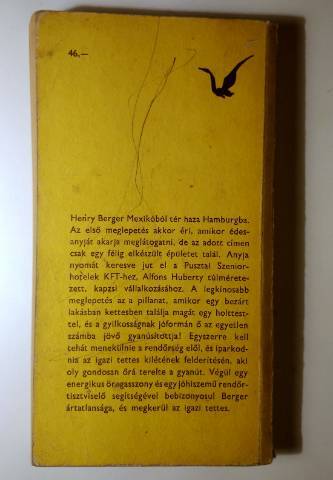 46.—
Henry Berger Mexikóból tér haza Hamburgba.
Az első meglepetés akkor éri, amikor édes-
anyját akarja meglátogatni, de az adott címen
csak egy félig elkészült épületet talál. Anyja
nyomát keresve jut el a Pusztai Szenior-
hotelek KFT-hez, Alfons Huberty túlmérete-
zett, kapzsi vállalkozásához. A legkínosabb
meglepetés az a pillanat, amikor egy bezárt
lakásban kettesben találja magát egy holttest-
tel, és a gyilkosságnak jóformán ő az egyetlen
számba jövő gyanúsítottja! Egyszerre kell
tehát menekülnie a rendőrség elől, és iparkod-
nia az igazi tettes kilétének felderítésén, aki
oly gondosan őrá terelte a gyanút. Végül egy
energikus öregasszony és egy jóhiszemű rendőr-
tisztviselő segítségével bebizonyosul Berger
ártatlansága, és megkerül az igazi tettes.